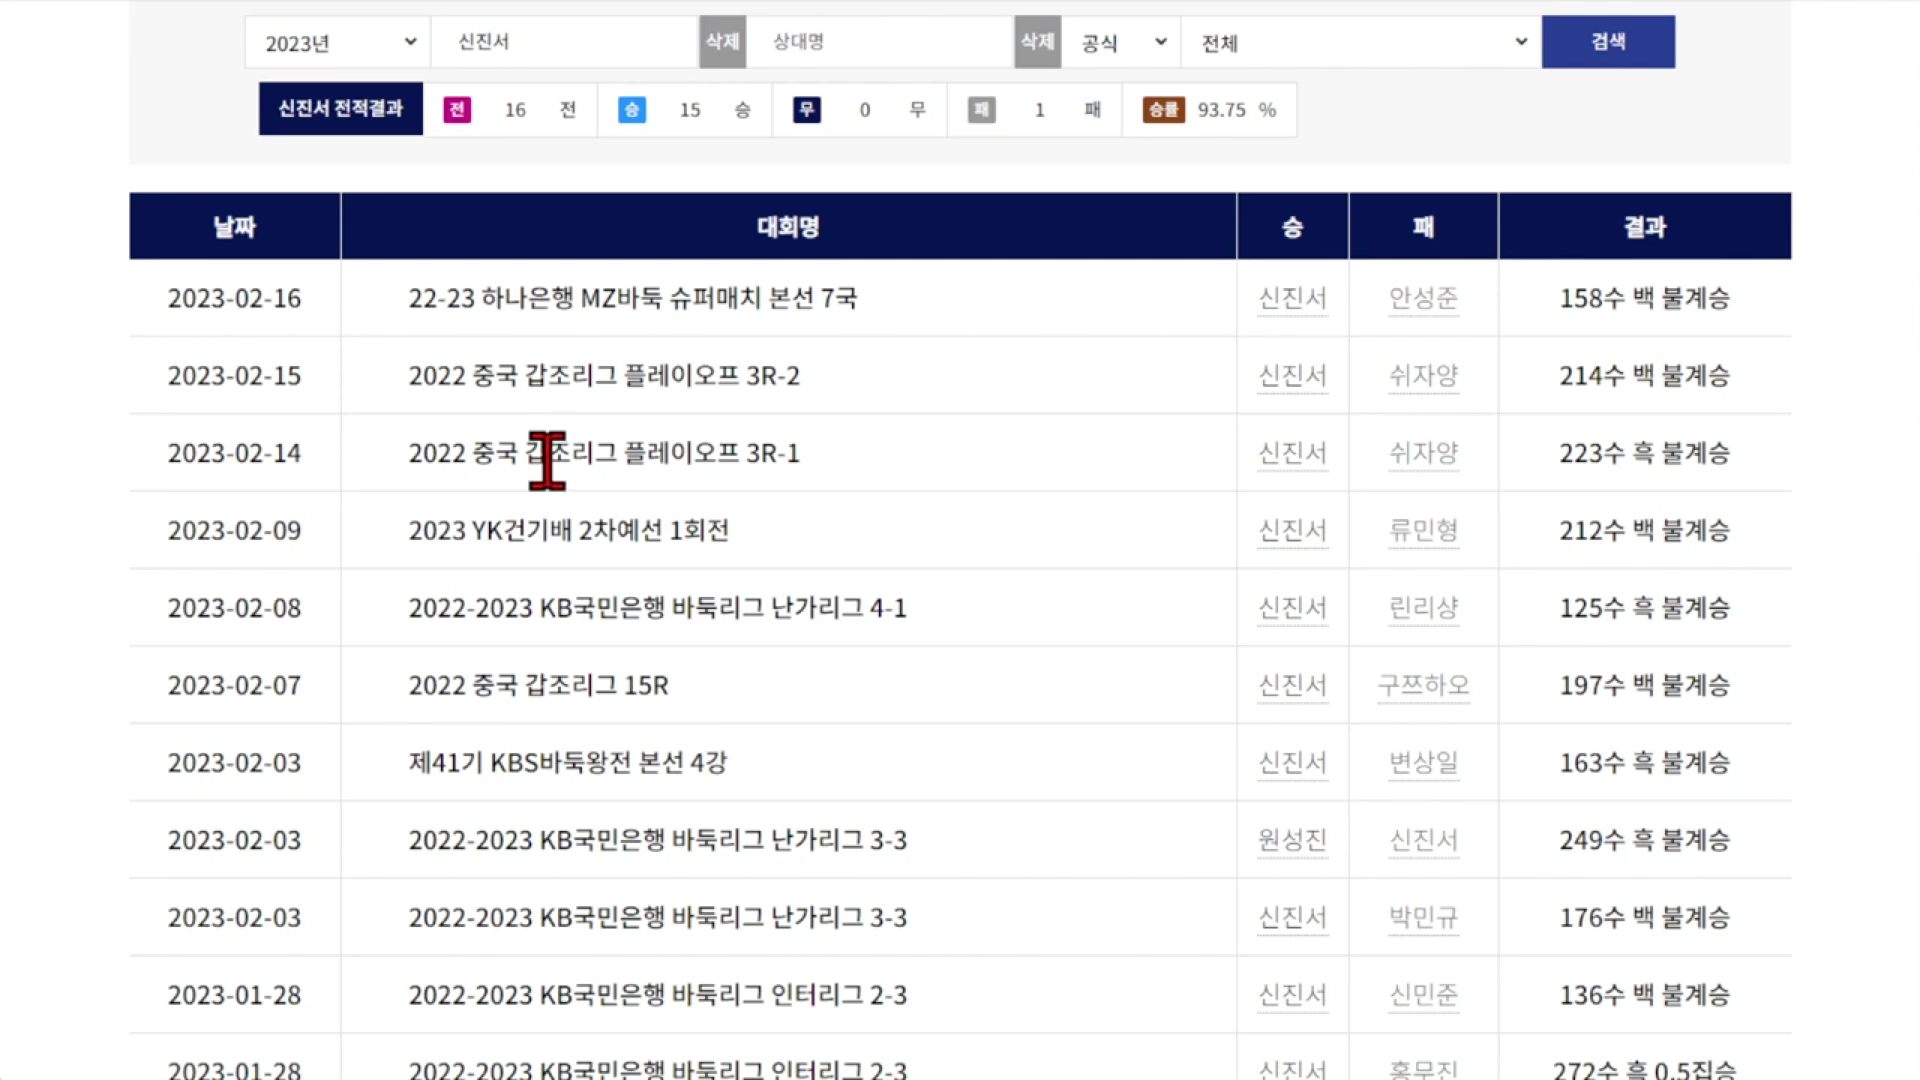 2023년 신진서 삭제 상대명 삭제 공식 전체 검색
신진서 전적결과 전 16 전 승 15 승 무 0 무 패 1 패 승률 93.75 %
날짜 대회명 승 패 결과
2023-02-16 22-23 하나은행 MZ바둑 슈퍼매치 본선 7국 신진서 안성준 158수 백 불계승
2023-02-15 2022 중국 갑조리그 플레이오프 3R-2 신진서 쉬자양 214수 백 불계승
2023-02-14 2022 중국 갑조리그 플레이오프 3R-1 신진서 쉬자양 223수 흑 불계승
2023-02-09 2023 YK건기배 2차예선 1회전 신진서 류민형 212수 백 불계승
2023-02-08 2022-2023 KB국민은행 바둑리그 난가리그 4-1 신진서 린리샹 125수 흑 불계승
2023-02-07 2022 중국 갑조리그 15R 신진서 구쯔하오 197수 백 불계승
2023-02-03 제41기 KBS바둑왕전 본선 4강 신진서 변상일 163수 흑 불계승
2023-02-03 2022-2023 KB국민은행 바둑리그 난가리그 3-3 원성진 신진서 249수 흑 불계승
2023-02-03 2022-2023 KB국민은행 바둑리그 난가리그 3-3 신진서 박민규 176수 백 불계승
2023-01-28 2022-2023 KB국민은행 바둑리그 인터리그 2-3 신진서 신민준 136수 백 불계승
2023-01-28 2022-2023 KB국민은행 바둑리그 인터리그 2-3 신진서 홍무진 272수 흑 0.5집승